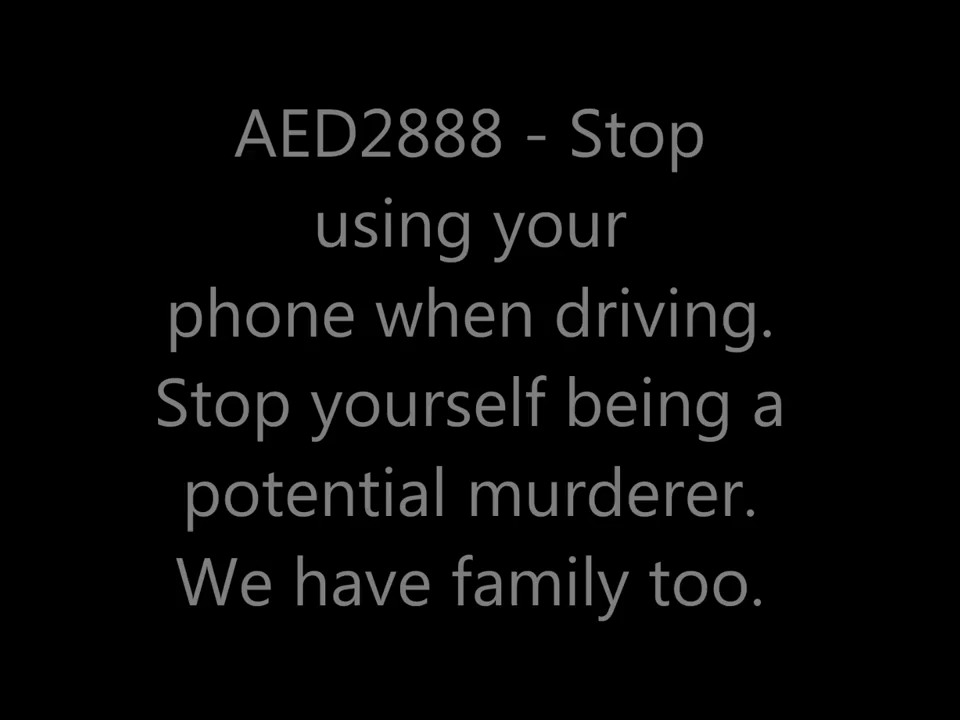 AED2888 - Stop
using your
phone when driving.
Stop yourself being a
potential murderer.
We have family too.